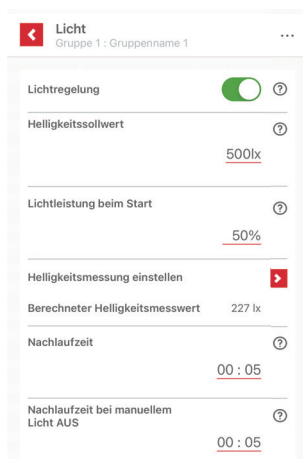 Licht
Gruppe 1 : Gruppenname 1
...
Lichtregelung
?
Helligkeitssollwert
?
500lx
Lichtleistung beim Start
?
50%
Helligkeitsmessung einstellen
Berechneter Helligkeitsmesswert 227 lx
Nachlaufzeit
?
00 : 05
Nachlaufzeit bei manuellem
Licht AUS
?
00 : 05